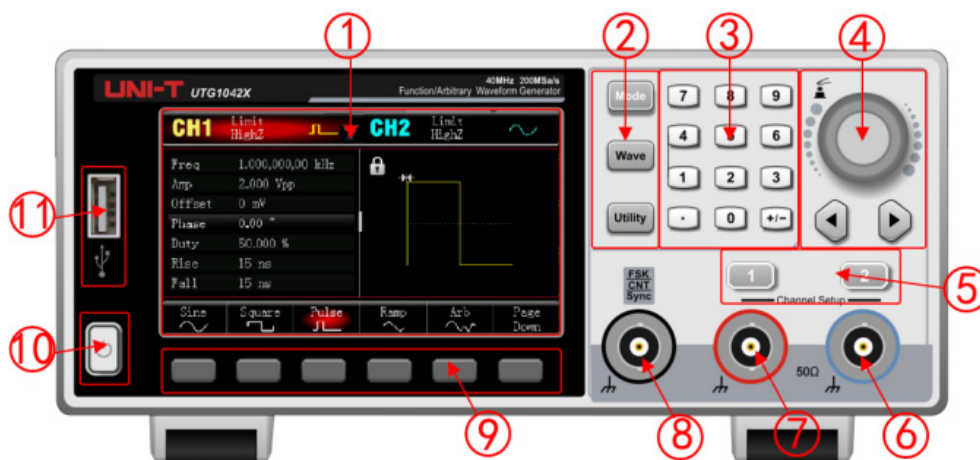 ① ② ③ ④
UNI-T UTG1042X
40MHz 200MSa/s
Function/Arbitrary Waveform Generator
CH1 Limit HighZ CH2 Limit HighZ
Freq 1.000,000,00 kHz
Amp 2.000 Vpp
Offset 0 mV
Phase 0.00 °
Duty 50.000 %
Rise 15 ns
Fall 15 ns
Sine Square Pulse Ramp Arb Page Down
Mode
Wave
Utility
7 8 9
4 5 6
1 2 3
. 0 +/-
1 2
Channel Setup
⑤
FSK
CNT
Sync
50Ω
⑪
⑩
⑨ ⑧ ⑦ ⑥